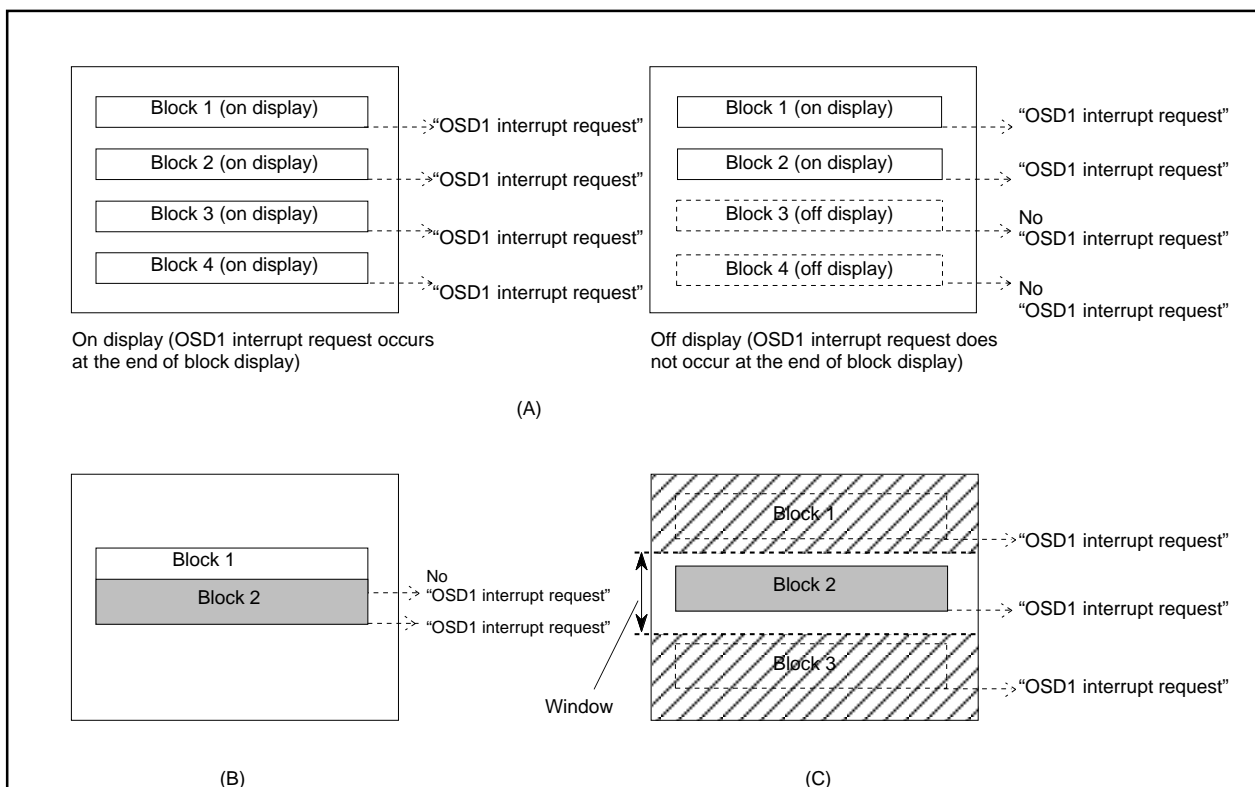 Block 1 (on display)
“OSD1 interrupt request”
Block 2 (on display)
“OSD1 interrupt request”
Block 3 (on display)
“OSD1 interrupt request”
Block 4 (on display)
“OSD1 interrupt request”
On display (OSD1 interrupt request occurs
at the end of block display)
Block 1 (on display)
“OSD1 interrupt request”
Block 2 (on display)
“OSD1 interrupt request”
Block 3 (off display)
No
“OSD1 interrupt request”
Block 4 (off display)
No
“OSD1 interrupt request”
Off display (OSD1 interrupt request does
not occur at the end of block display)
(A)
Block 1
Block 2
No
“OSD1 interrupt request”
“OSD1 interrupt request”
(B)
Block 1
“OSD1 interrupt request”
Block 2
“OSD1 interrupt request”
Block 3
“OSD1 interrupt request”
Window
(C)